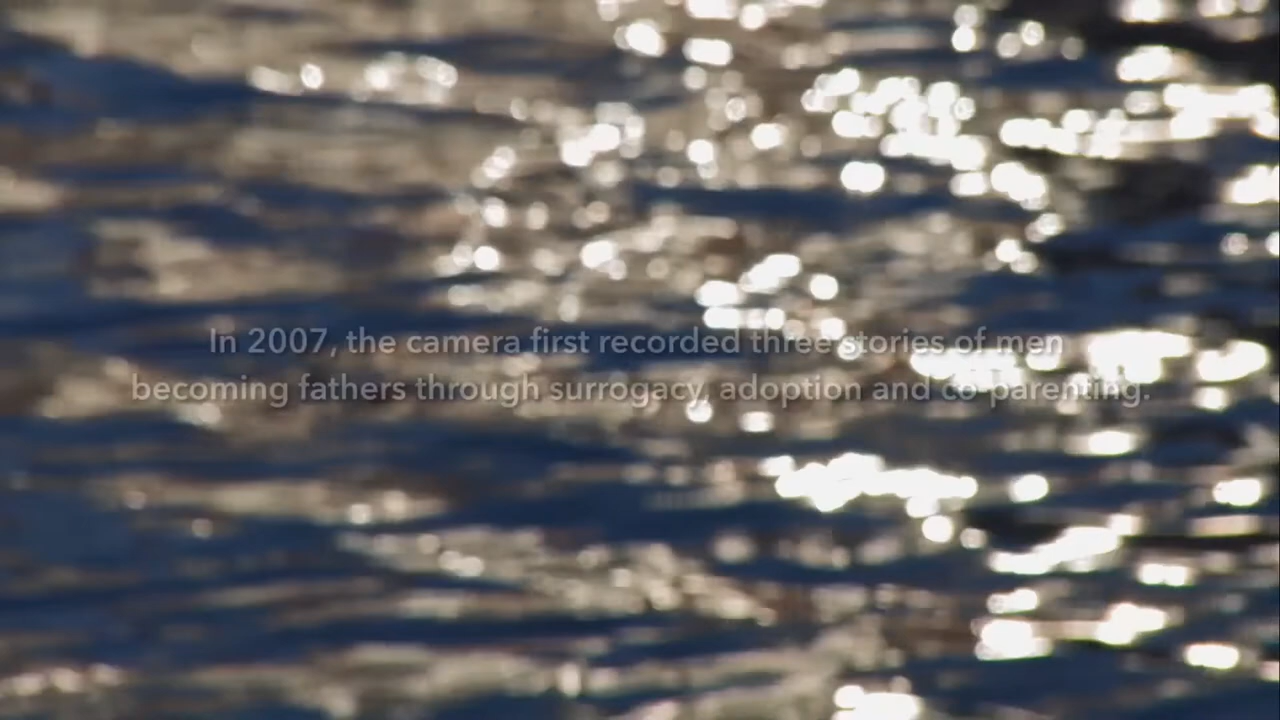 In 2007, the camera first recorded three stories of men
becoming fathers through surrogacy, adoption and co-parenting.